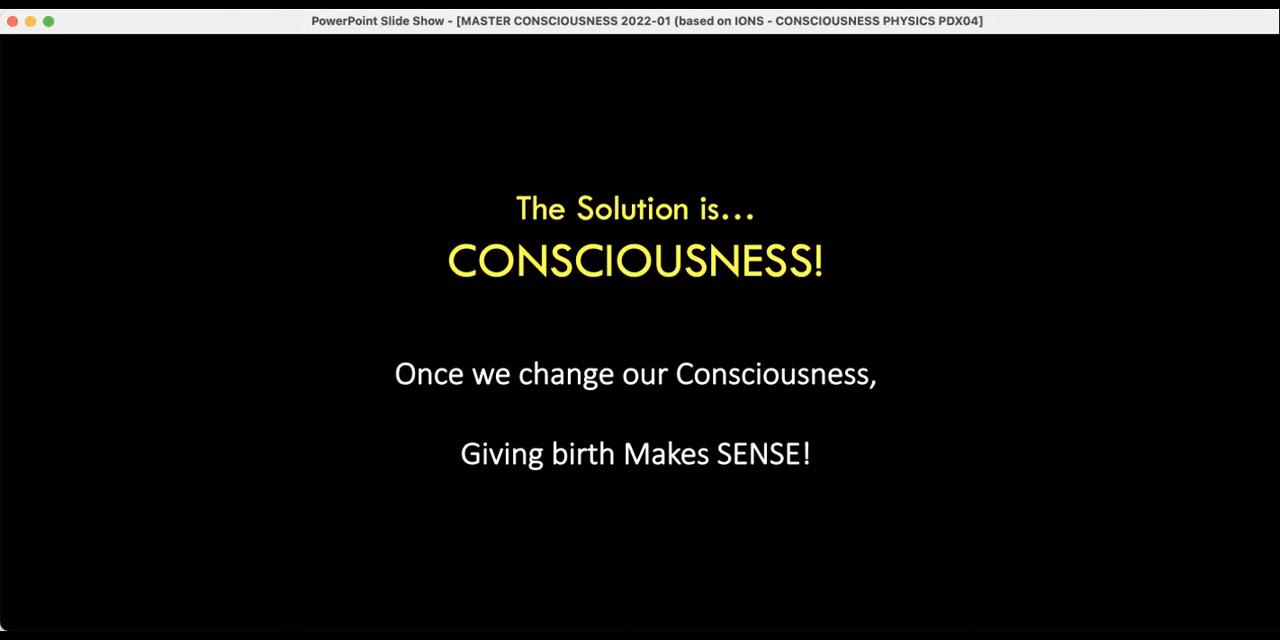 PowerPoint Slide Show - [MASTER CONSCIOUSNESS 2022-01 (based on IONS - CONSCIOUSNESS PHYSICS PDX04]
The Solution is...
CONSCIOUSNESS!
Once we change our Consciousness,
Giving birth Makes SENSE!